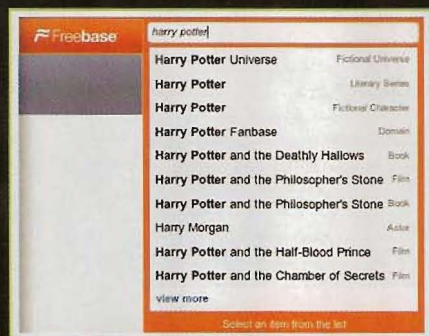 Freebase
harry potter
Harry Potter Universe Fictional Universe
Harry Potter Literary Series
Harry Potter Fictional Character
Harry Potter Fanbase Domain
Harry Potter and the Deathly Hallows Book
Harry Potter and the Philosopher's Stone Film
Harry Potter and the Philosopher's Stone Book
Harry Morgan Actor
Harry Potter and the Half-Blood Prince Film
Harry Potter and the Chamber of Secrets Film
view more
Select an item from the list